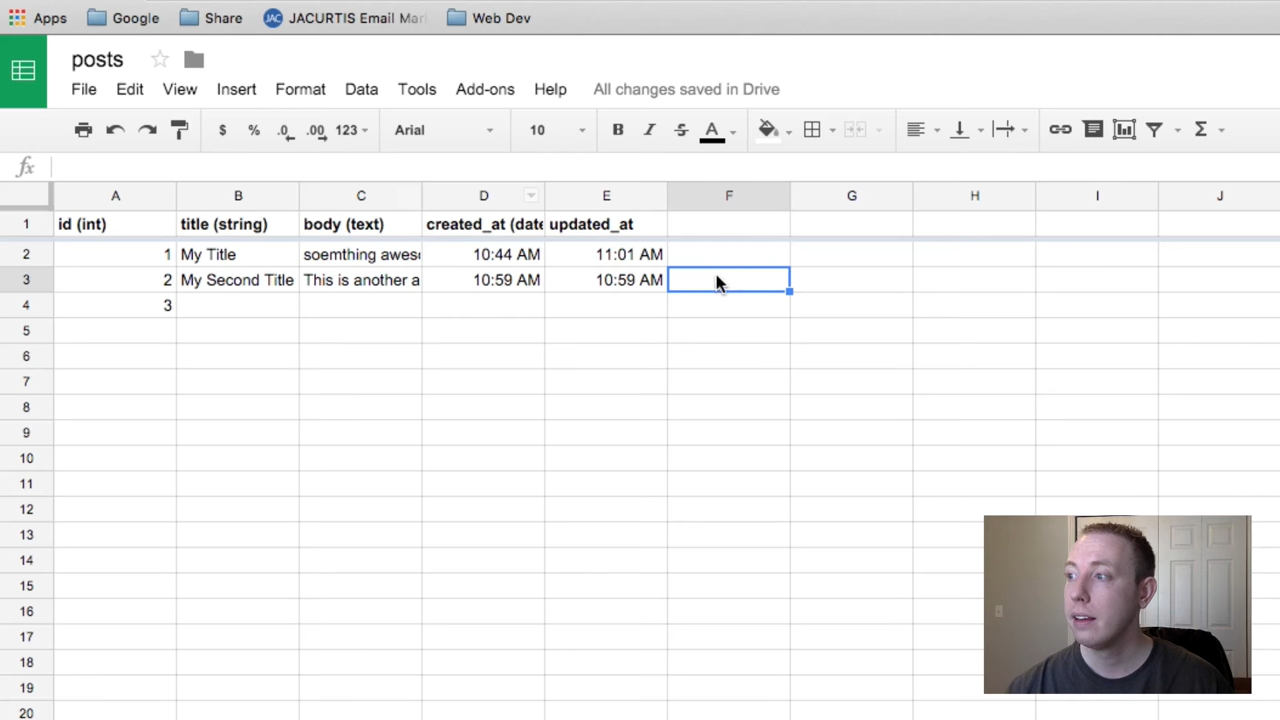 Apps Google Share JAC JACURTIS Email Mar Web Dev
posts
File Edit View Insert Format Data Tools Add-ons Help All changes saved in Drive
$ % .0 .00 123 Arial 10 B I S A Σ
fx
A B C D E F G H I J
1 id (int) title (string) body (text) created_at (date updated_at
2 1 My Title soemthing aweso 10:44 AM 11:01 AM
3 2 My Second Title This is another a 10:59 AM 10:59 AM
4 3
5
6
7
8
9
10
11
12
13
14
15
16
17
18
19
20